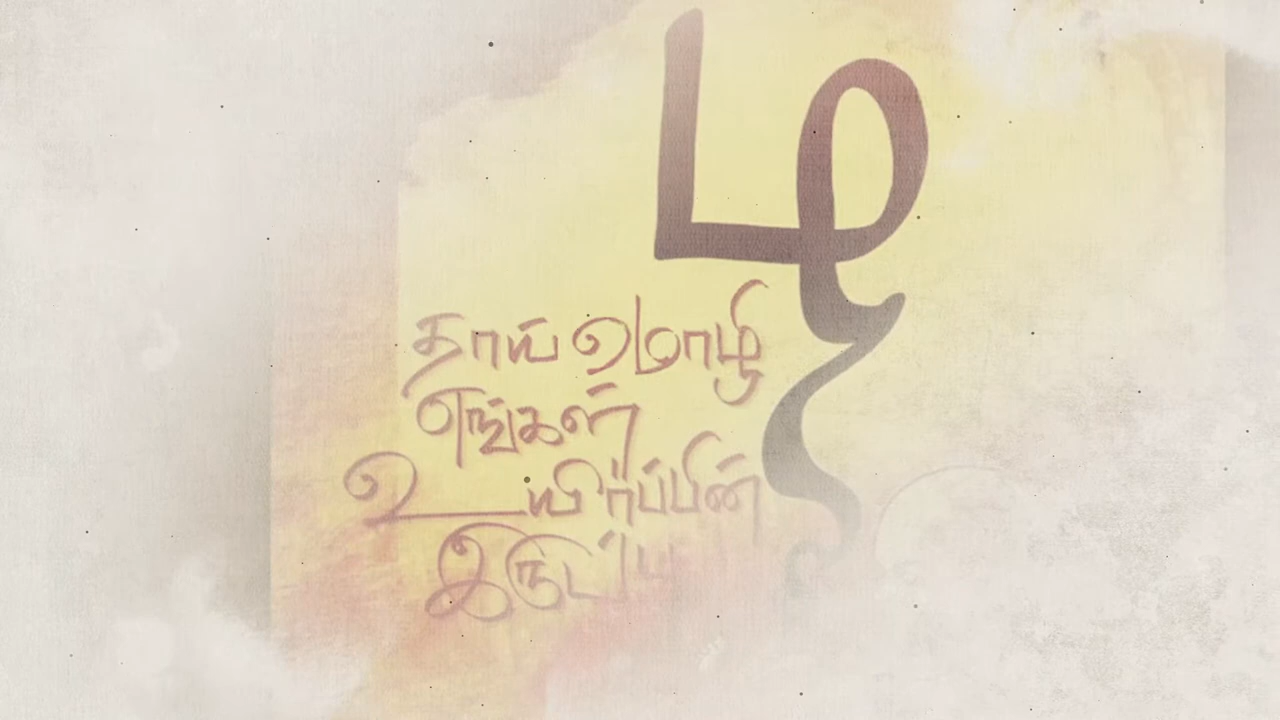 ழ
தாய் மொழி
எங்கள்
உயிர்ப்பின்